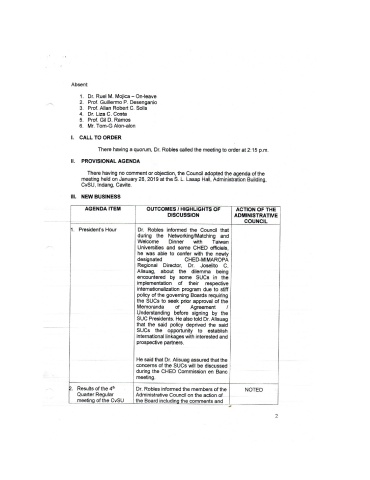 Absent:
1. Dr. Ruel M. Mojica – On-leave
2. Prof. Guillermo P. Desenganio
3. Prof. Allan Robert C. Solis
4. Dr. Liza C. Costa
5. Prof. Gil D. Ramos
6. Mr. Tom-G Alon-alon
I. CALL TO ORDER
There having a quorum, Dr. Robles called the meeting to order at 2:15 p.m.
II. PROVISIONAL AGENDA
There having no comment or objection, the Council adopted the agenda of the
meeting held on January 28, 2019 at the S. L. Lasap Hall, Administration Building,
CvSU, Indang, Cavite.
III. NEW BUSINESS
AGENDA ITEM OUTCOMES / HIGHLIGHTS OF DISCUSSION ACTION OF THE ADMINISTRATIVE COUNCIL
1. President's Hour
Dr. Robles informed the Council that
during the Networking/Matching and
Welcome Dinner with Taiwan
Universities and some CHED officials,
he was able to confer with the newly
designated CHED-MIMAROPA
Regional Director, Dr. Joselito C.
Alisuag, about the dilemma being
encountered by some SUCs in the
implementation of their respective
internationalization program due to stiff
policy of the governing Boards requiring
the SUCs to seek prior approval of the
Memoranda of Agreement /
Understanding before signing by the
SUC Presidents. He also told Dr. Alisuag
that the said policy deprived the said
SUCs the opportunity to establish
international linkages with interested and
prospective partners.
He said that Dr. Alisuag assured that the
concerns of the SUCs will be discussed
during the CHED Commission en Banc
meeting.
2. Results of the 4th
Quarter Regular
meeting of the CvSU
Dr. Robles informed the members of the
Administrative Council on the action of
the Board including the comments and
NOTED
2